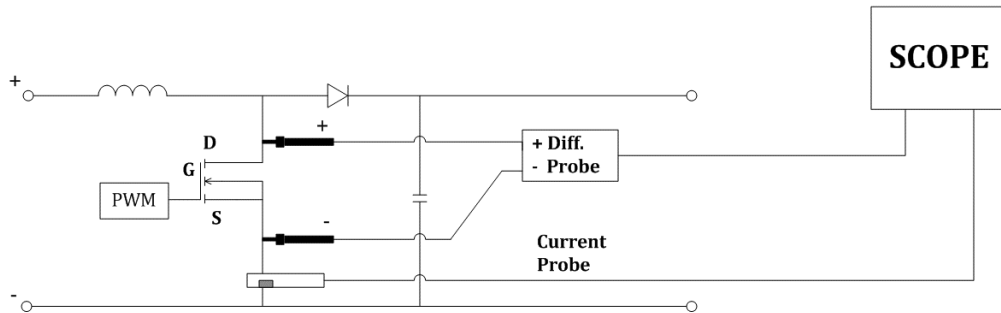 SCOPE
+
+
D
+ Diff.
- Probe
G
PWM
S
-
Current
Probe
-